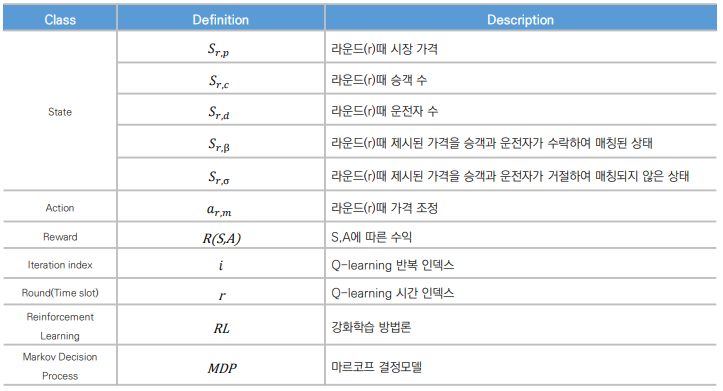 Class Definition Description
State
S_{r,p} 라운드(r)때 시장 가격
S_{r,c} 라운드(r)때 승객 수
S_{r,d} 라운드(r)때 운전자 수
S_{r,β} 라운드(r)때 제시된 가격을 승객과 운전자가 수락하여 매칭된 상태
S_{r,σ} 라운드(r)때 제시된 가격을 승객과 운전자가 거절하여 매칭되지 않은 상태
Action a_{r,m} 라운드(r)때 가격 조정
Reward R(S,A) S,A에 따른 수익
Iteration index i Q-learning 반복 인덱스
Round(Time slot) r Q-learning 시간 인덱스
Reinforcement
Learning RL 강화학습 방법론
Markov Decision
Process MDP 마르코프 결정모델